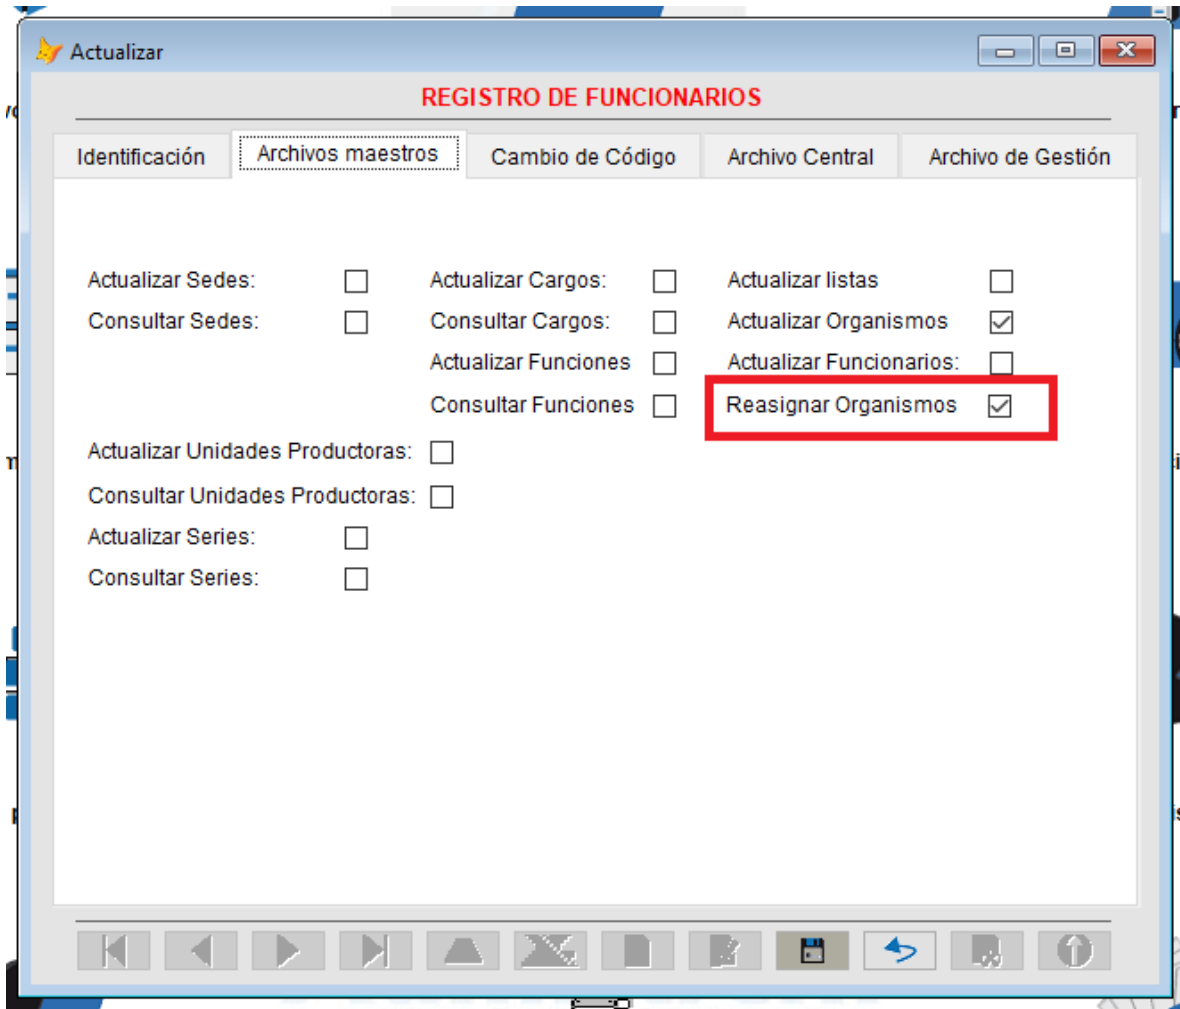 Actualizar
REGISTRO DE FUNCIONARIOS
Identificación Archivos maestros Cambio de Código Archivo Central Archivo de Gestión
Actualizar Sedes: Actualizar Cargos: Actualizar listas
Consultar Sedes: Consultar Cargos: Actualizar Organismos
Actualizar Funciones Actualizar Funcionarios:
Consultar Funciones Reasignar Organismos
Actualizar Unidades Productoras:
Consultar Unidades Productoras:
Actualizar Series:
Consultar Series: